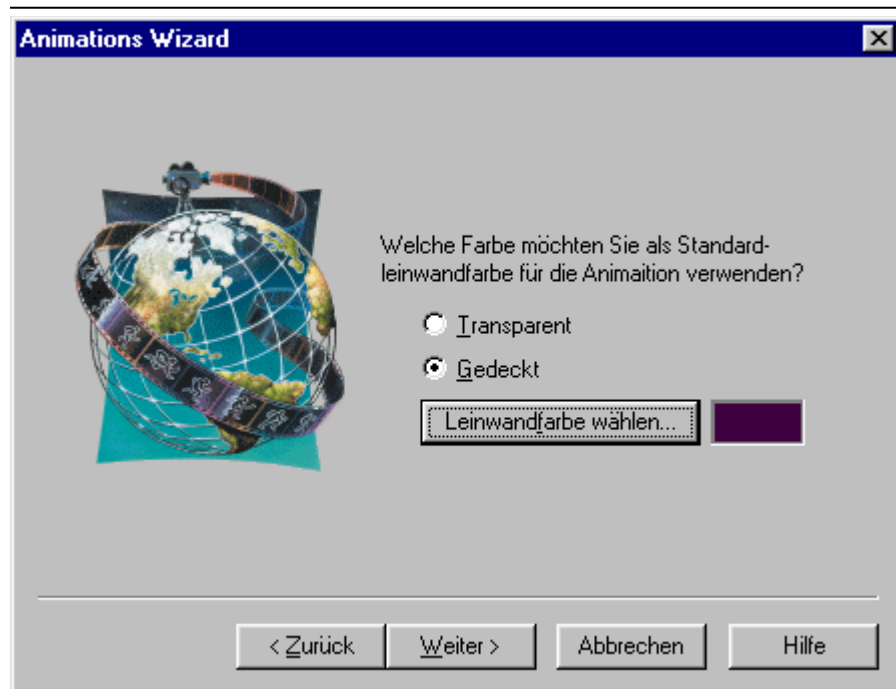 Animations Wizard
Welche Farbe möchten Sie als Standard-
leinwandfarbe für die Animaition verwenden?
Transparent
Gedeckt
Leinwandfarbe wählen...
< Zurück
Weiter >
Abbrechen
Hilfe